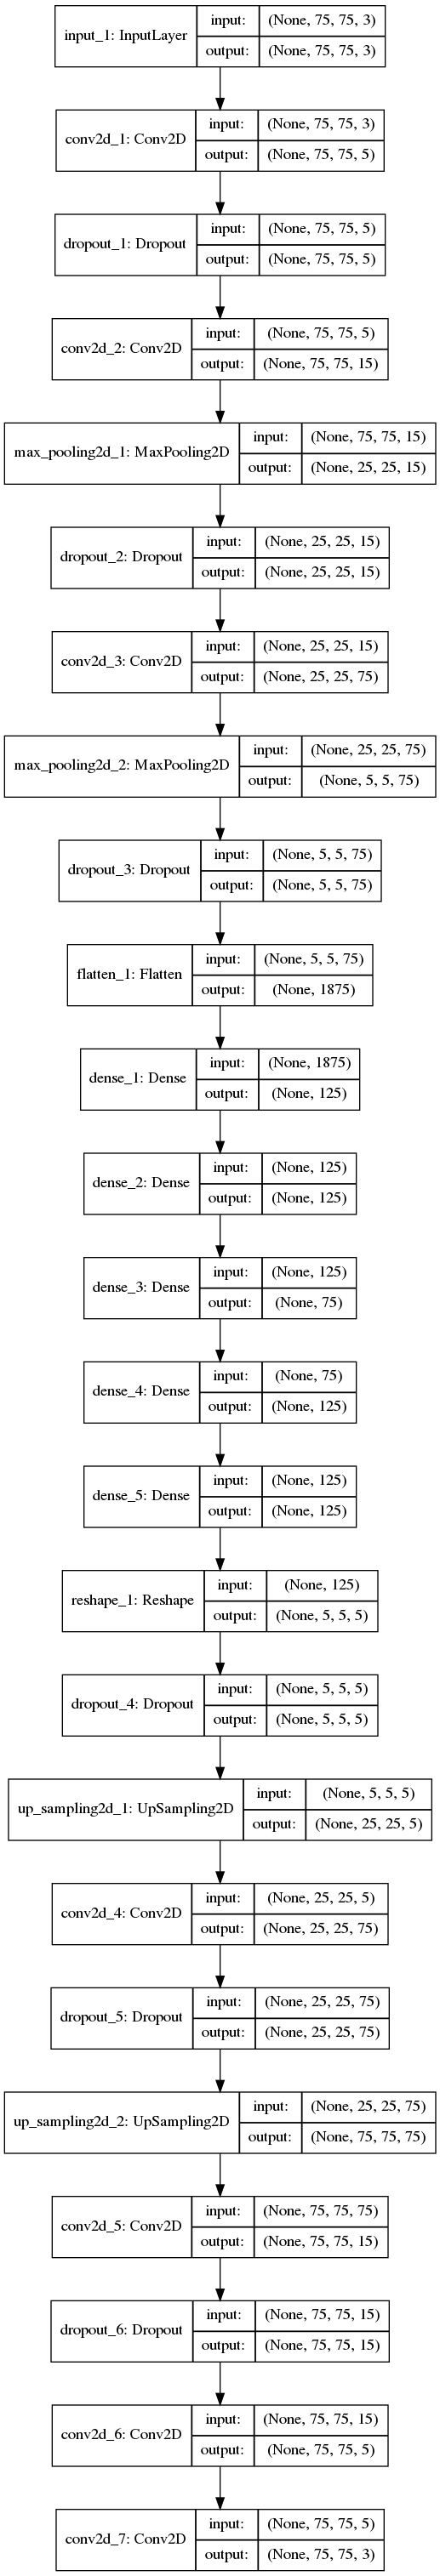 input_1: InputLayer
input: (None, 75, 75, 3)
output: (None, 75, 75, 3)
conv2d_1: Conv2D
input: (None, 75, 75, 3)
output: (None, 75, 75, 5)
dropout_1: Dropout
input: (None, 75, 75, 5)
output: (None, 75, 75, 5)
conv2d_2: Conv2D
input: (None, 75, 75, 5)
output: (None, 75, 75, 15)
max_pooling2d_1: MaxPooling2D
input: (None, 75, 75, 15)
output: (None, 25, 25, 15)
dropout_2: Dropout
input: (None, 25, 25, 15)
output: (None, 25, 25, 15)
conv2d_3: Conv2D
input: (None, 25, 25, 15)
output: (None, 25, 25, 75)
max_pooling2d_2: MaxPooling2D
input: (None, 25, 25, 75)
output: (None, 5, 5, 75)
dropout_3: Dropout
input: (None, 5, 5, 75)
output: (None, 5, 5, 75)
flatten_1: Flatten
input: (None, 5, 5, 75)
output: (None, 1875)
dense_1: Dense
input: (None, 1875)
output: (None, 125)
dense_2: Dense
input: (None, 125)
output: (None, 125)
dense_3: Dense
input: (None, 125)
output: (None, 75)
dense_4: Dense
input: (None, 75)
output: (None, 125)
dense_5: Dense
input: (None, 125)
output: (None, 125)
reshape_1: Reshape
input: (None, 125)
output: (None, 5, 5, 5)
dropout_4: Dropout
input: (None, 5, 5, 5)
output: (None, 5, 5, 5)
up_sampling2d_1: UpSampling2D
input: (None, 5, 5, 5)
output: (None, 25, 25, 5)
conv2d_4: Conv2D
input: (None, 25, 25, 5)
output: (None, 25, 25, 75)
dropout_5: Dropout
input: (None, 25, 25, 75)
output: (None, 25, 25, 75)
up_sampling2d_2: UpSampling2D
input: (None, 25, 25, 75)
output: (None, 75, 75, 75)
conv2d_5: Conv2D
input: (None, 75, 75, 75)
output: (None, 75, 75, 15)
dropout_6: Dropout
input: (None, 75, 75, 15)
output: (None, 75, 75, 15)
conv2d_6: Conv2D
input: (None, 75, 75, 15)
output: (None, 75, 75, 5)
conv2d_7: Conv2D
input: (None, 75, 75, 5)
output: (None, 75, 75, 3)